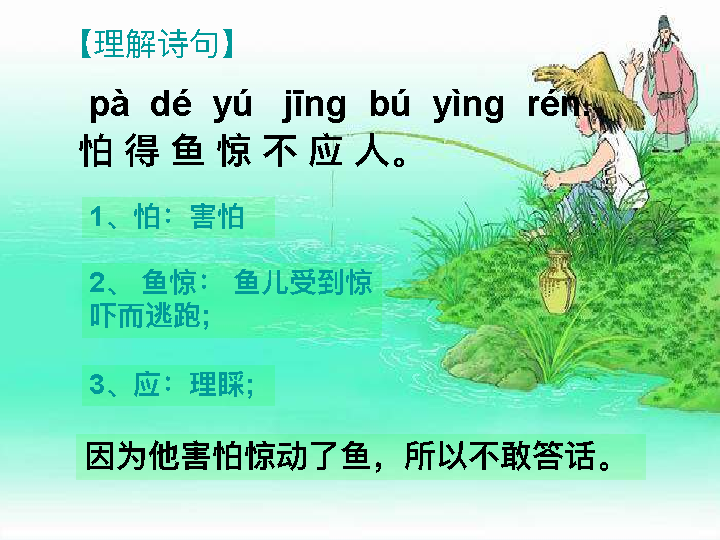 【理解诗句】
pà dé yú jīng bú yìng rén.
怕 得 鱼 惊 不 应 人。
1、怕：害怕
2、 鱼惊： 鱼儿受到惊
吓而逃跑;
3、应：理睬;
因为他害怕惊动了鱼，所以不敢答话。